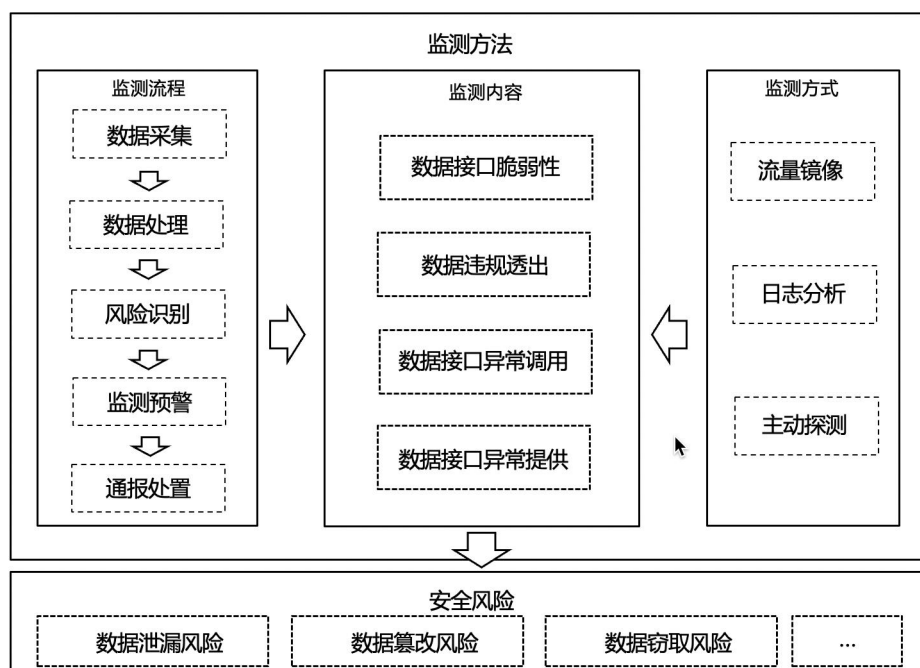 监测方法
监测流程
数据采集
数据处理
风险识别
监测预警
通报处置
监测内容
数据接口脆弱性
数据违规透出
数据接口异常调用
数据接口异常提供
监测方式
流量镜像
日志分析
主动探测
安全风险
数据泄漏风险
数据篡改风险
数据窃取风险
...